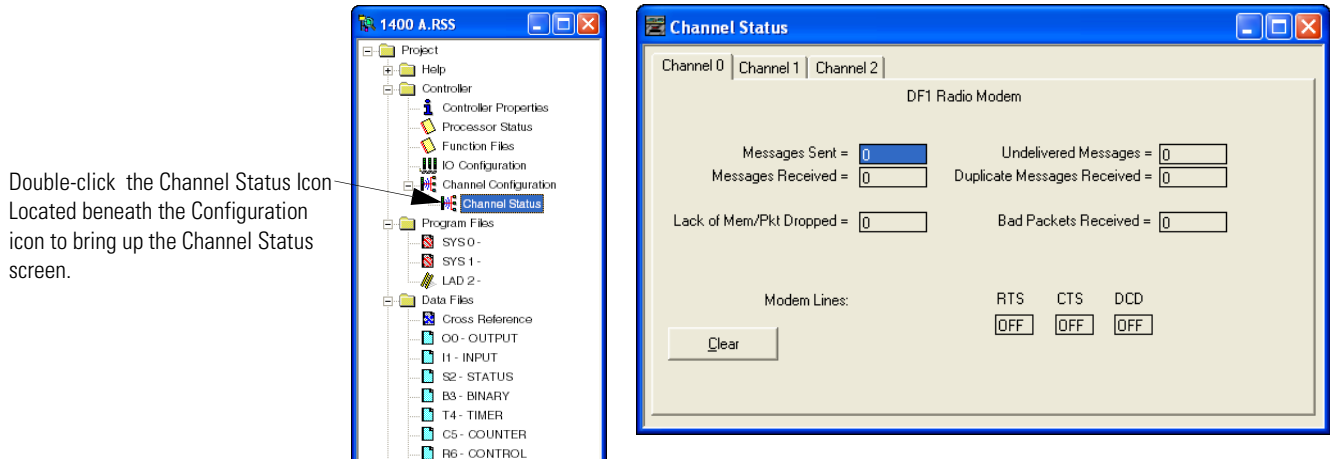 Double-click the Channel Status Icon
Located beneath the Configuration
icon to bring up the Channel Status
screen.
1400 A.RSS
Project
Help
Controller
Controller Properties
Processor Status
Function Files
IO Configuration
Channel Configuration
Channel Status
Program Files
SYS 0 -
SYS 1 -
LAD 2 -
Data Files
Cross Reference
O0 - OUTPUT
I1 - INPUT
S2 - STATUS
B3 - BINARY
T4 - TIMER
C5 - COUNTER
R6 - CONTROL
Channel Status
Channel 0 Channel 1 Channel 2
DF1 Radio Modem
Messages Sent = 0 Undelivered Messages = 0
Messages Received = 0 Duplicate Messages Received = 0
Lack of Mem/Pkt Dropped = 0 Bad Packets Received = 0
Modem Lines: RTS CTS DCD
OFF OFF OFF
Clear